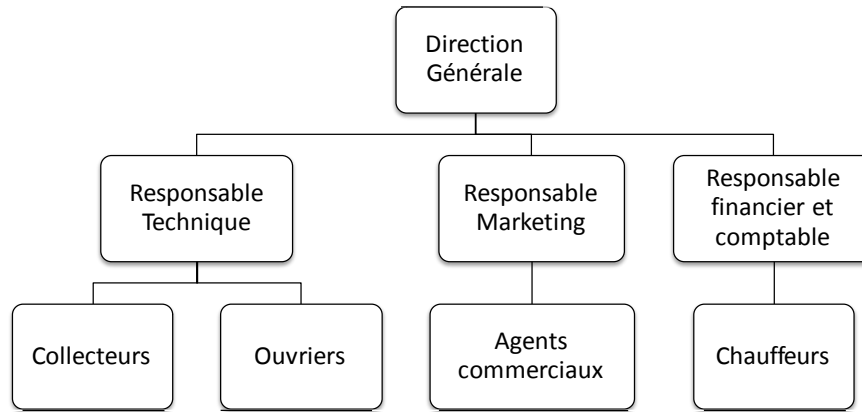 Direction
Générale
Responsable
Technique
Responsable
Marketing
Responsable
financier et
comptable
Collecteurs
Ouvriers
Agents
commerciaux
Chauffeurs